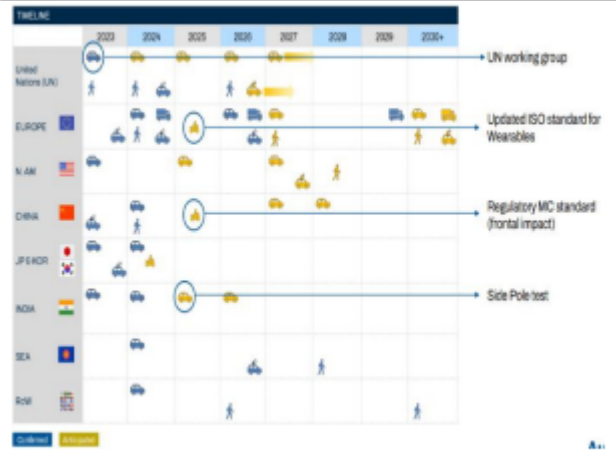 TIMELINE
2023 2024 2025 2026 2027 2028 2029 2030+
United
Nations (UN)
UN working group
EUROPE
Updated ISO standard for
Wearables
N. AM
CHINA
Regulatory MC standard
(frontal impact)
JP & KOR
INDIA
Side Pole test
SEA
RoW
Confirmed Anticipated